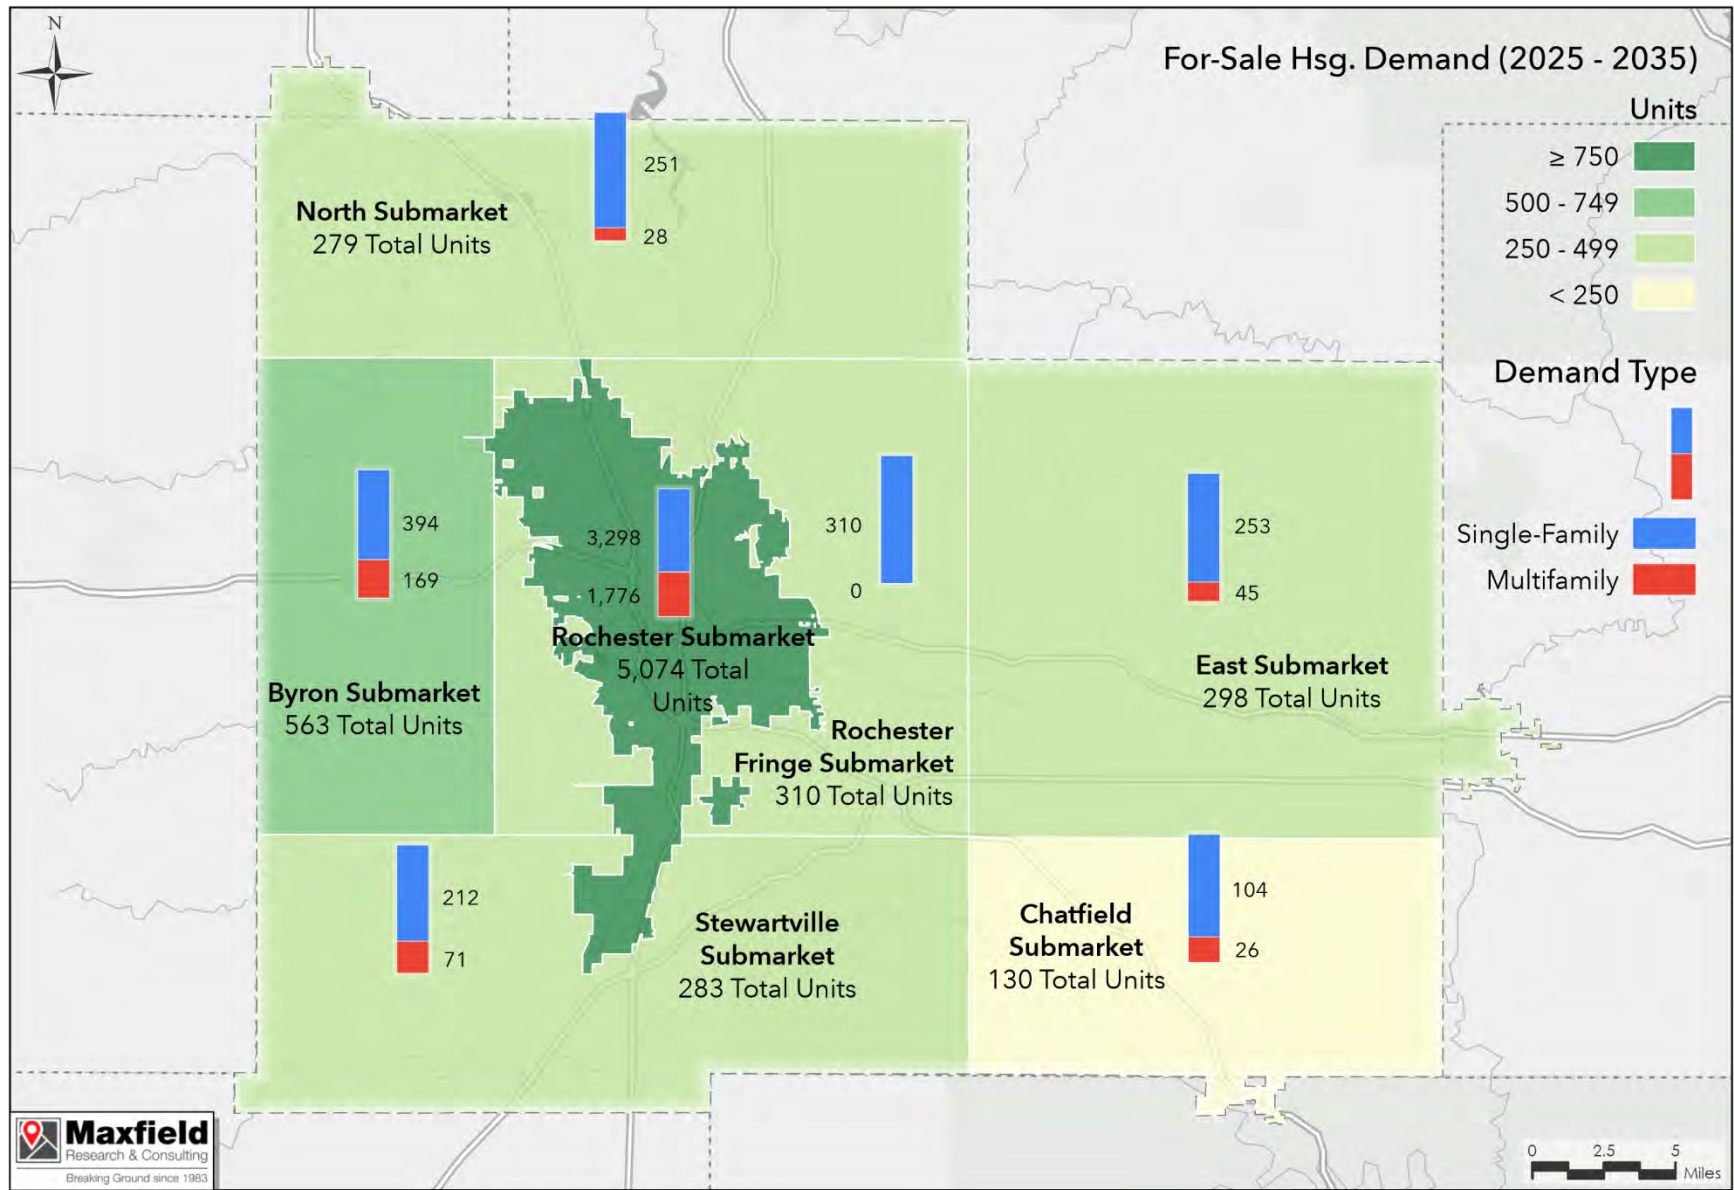 N
For-Sale Hsg. Demand (2025 - 2035)
Units
≥ 750
500 - 749
250 - 499
< 250
Demand Type
Single-Family
Multifamily
251
28
North Submarket
279 Total Units
394
169
Byron Submarket
563 Total Units
3,298
1,776
Rochester Submarket
5,074 Total
Units
310
0
Rochester
Fringe Submarket
310 Total Units
253
45
East Submarket
298 Total Units
212
71
Stewartville
Submarket
283 Total Units
104
26
Chatfield
Submarket
130 Total Units
Maxfield
Research & Consulting
Breaking Ground since 1983
0 2.5 5
Miles